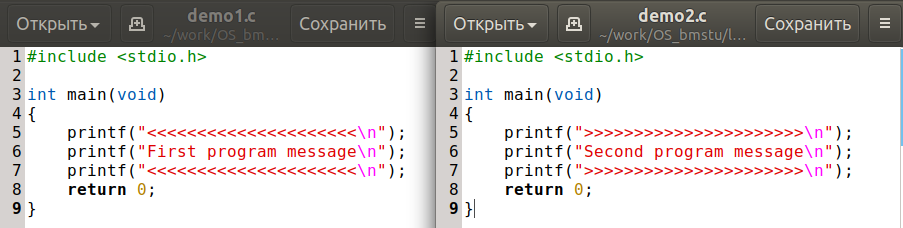 Открыть
demo1.c
~/work/OS_bm...
Сохранить
1 #include <stdio.h>
2
3 int main(void)
4 {
5     printf("<<<<<<<<<<<<<<<<<<<<<\n");
6     printf("First program message\n");
7     printf("<<<<<<<<<<<<<<<<<<<<<\n");
8     return 0;
9 }
Открыть
demo2.c
~/work/OS_bmstu/l...
Сохранить
1 #include <stdio.h>
2
3 int main(void)
4 {
5     printf(">>>>>>>>>>>>>>>>>>>>>>\n");
6     printf("Second program message\n");
7     printf(">>>>>>>>>>>>>>>>>>>>>>\n");
8     return 0;
9 }